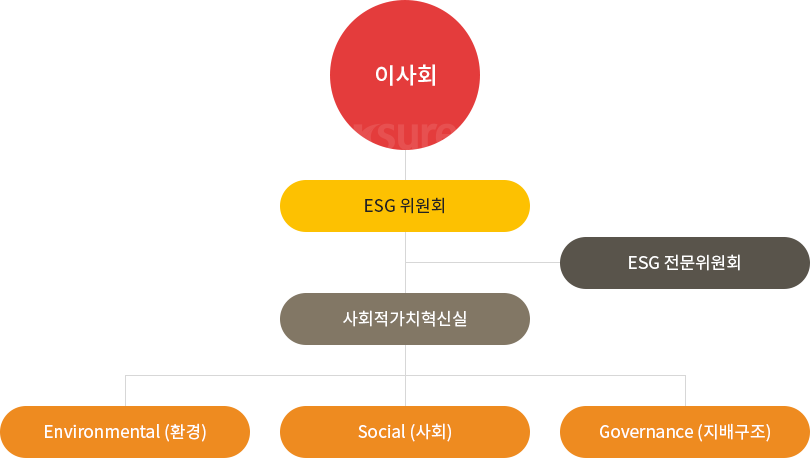 이사회
ksure
ESG 위원회
ESG 전문위원회
사회적가치혁신실
Environmental (환경)
Social (사회)
Governance (지배구조)